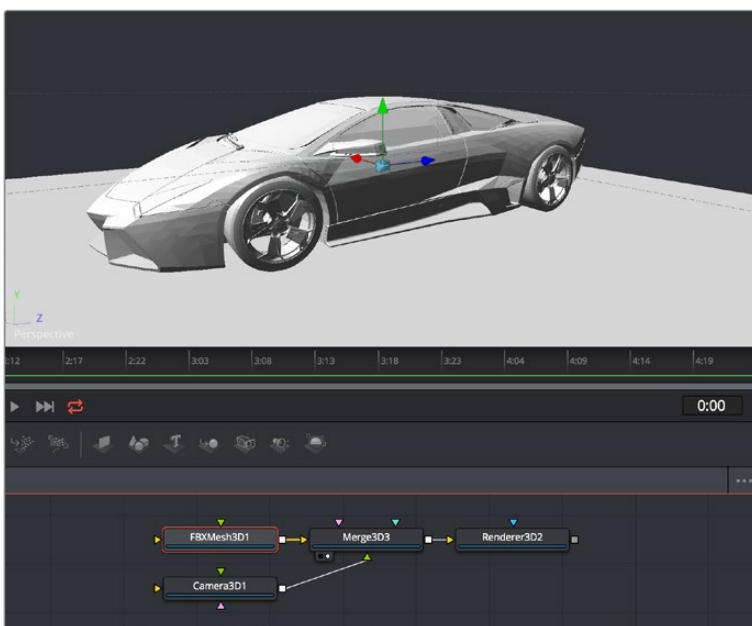 Y
Z
Perspective
2:12 2:17 2:22 3:03 3:08 3:13 3:18 3:23 4:04 4:09 4:14 4:19
0:00
FBXMesh3D1 Merge3D3 Renderer3D2
Camera3D1